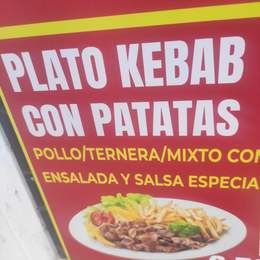 PLATO KEBAB
CON PATATAS
POLLO/TERNERA/MIXTO CON
ENSALADA Y SALSA ESPECIA